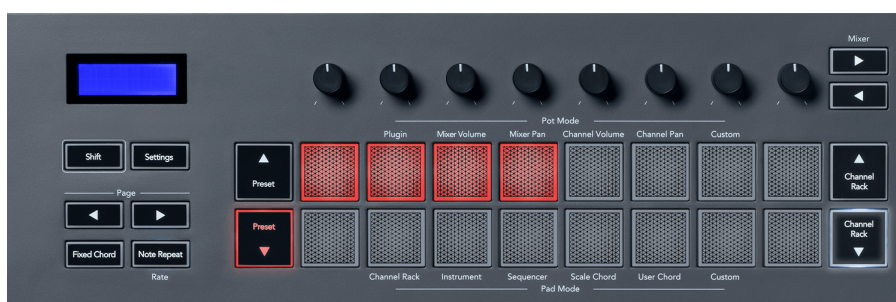 Mixer
Pot Mode
Plugin Mixer Volume Mixer Pan Channel Volume Channel Pan Custom
Shift Settings
Preset
Channel
Rack
Page
Preset
Channel
Rack
Fixed Chord Note Repeat
Rate
Channel Rack Instrument Sequencer Scale Chord User Chord Custom
Pad Mode